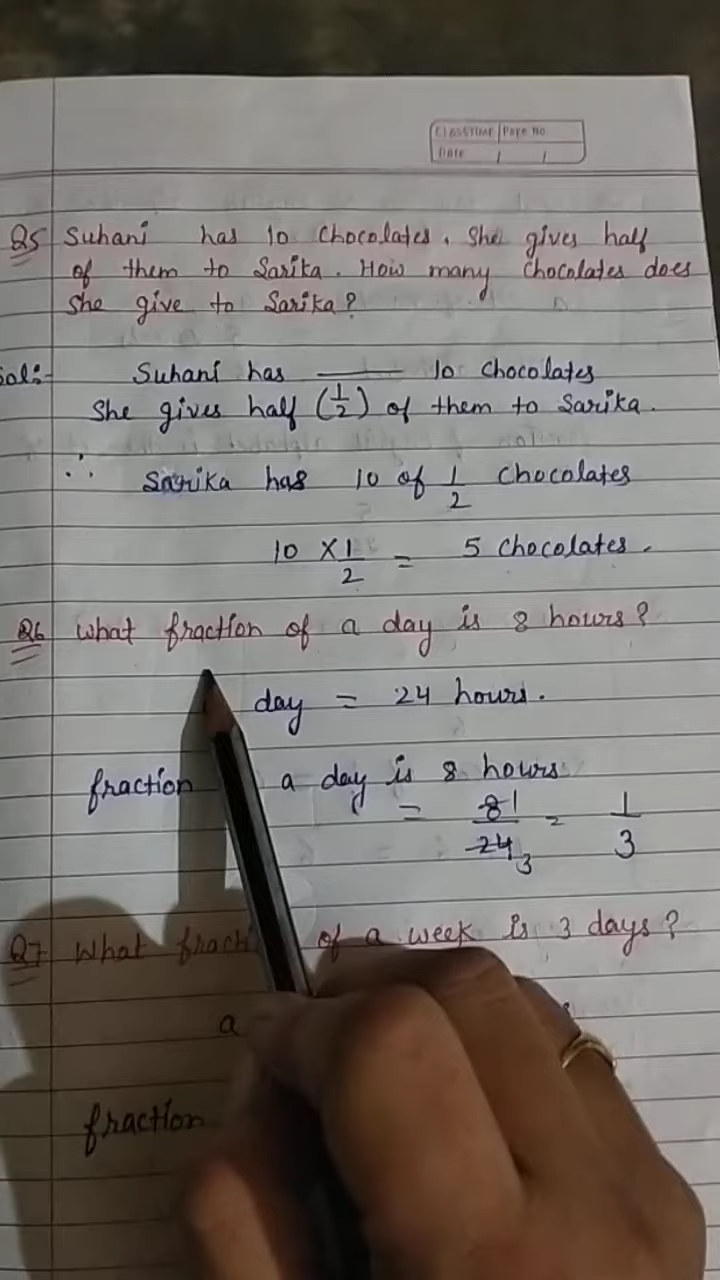 CLASSTIME Page No.
Date / /
Q5 Suhani has 10 chocolates. She gives half
of them to Sarika. How many chocolates does
she give to Sarika?
Sol:- Suhani has ——— 10 chocolates
She gives half (1/2) of them to Sarika.
∴ Sarika has 10 of 1/2 chocolates
10 × 1/2 = 5 chocolates.
Q6 What fraction of a day is 8 hours?
day = 24 hours.
fraction a day is 8 hours
= 8 1/24 3 = 1/3
Q7 What fract of a week is 3 days?
a
fraction